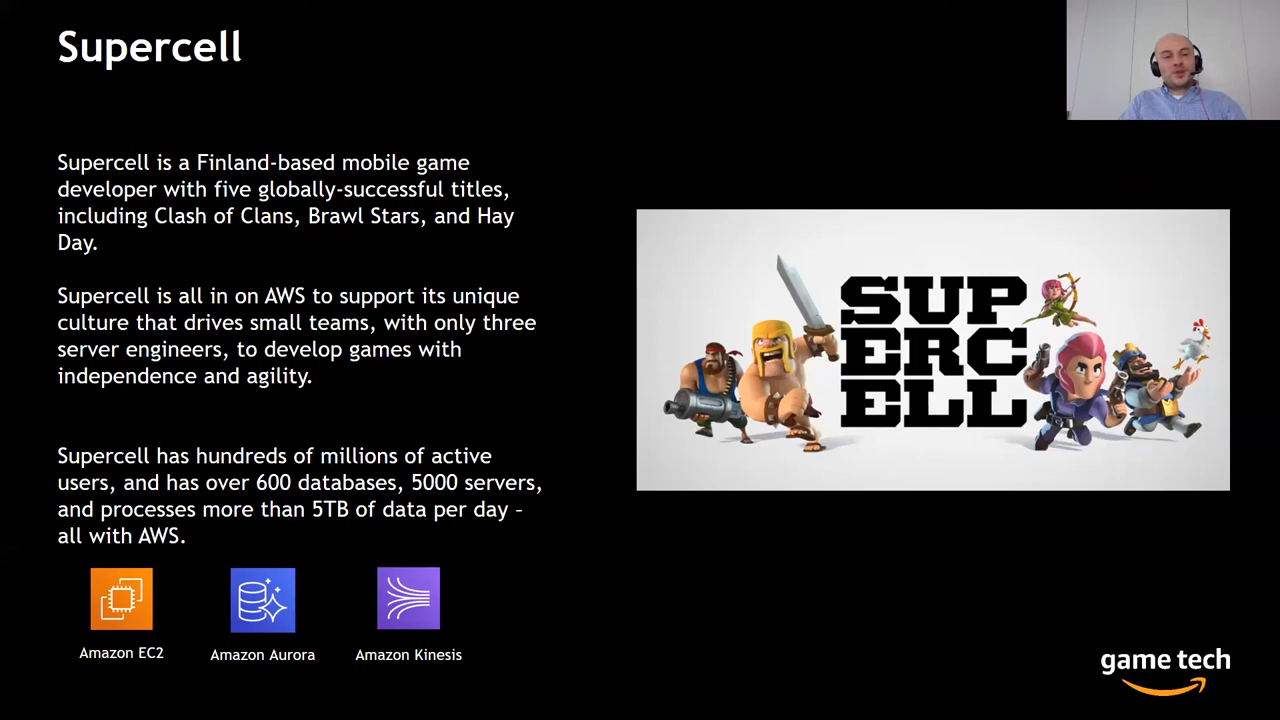 Supercell
Supercell is a Finland-based mobile game
developer with five globally-successful titles,
including Clash of Clans, Brawl Stars, and Hay
Day.
Supercell is all in on AWS to support its unique
culture that drives small teams, with only three
server engineers, to develop games with
independence and agility.
Supercell has hundreds of millions of active
users, and has over 600 databases, 5000 servers,
and processes more than 5TB of data per day –
all with AWS.
Amazon EC2
Amazon Aurora
Amazon Kinesis
SUP
ERC
ELL
game tech